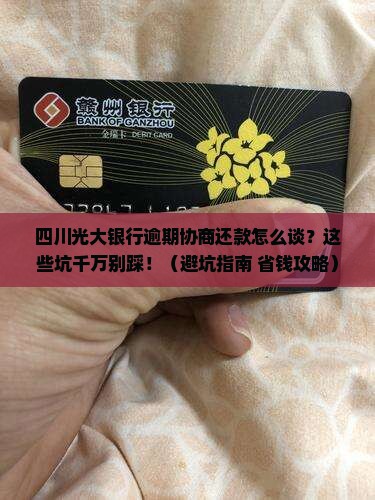 赣州银行
BANK OF GANZHOU
金瑞卡 DEBIT CARD
四川光大银行逾期协商还款怎么谈？这
些坑千万别踩！（避坑指南 省钱攻略）